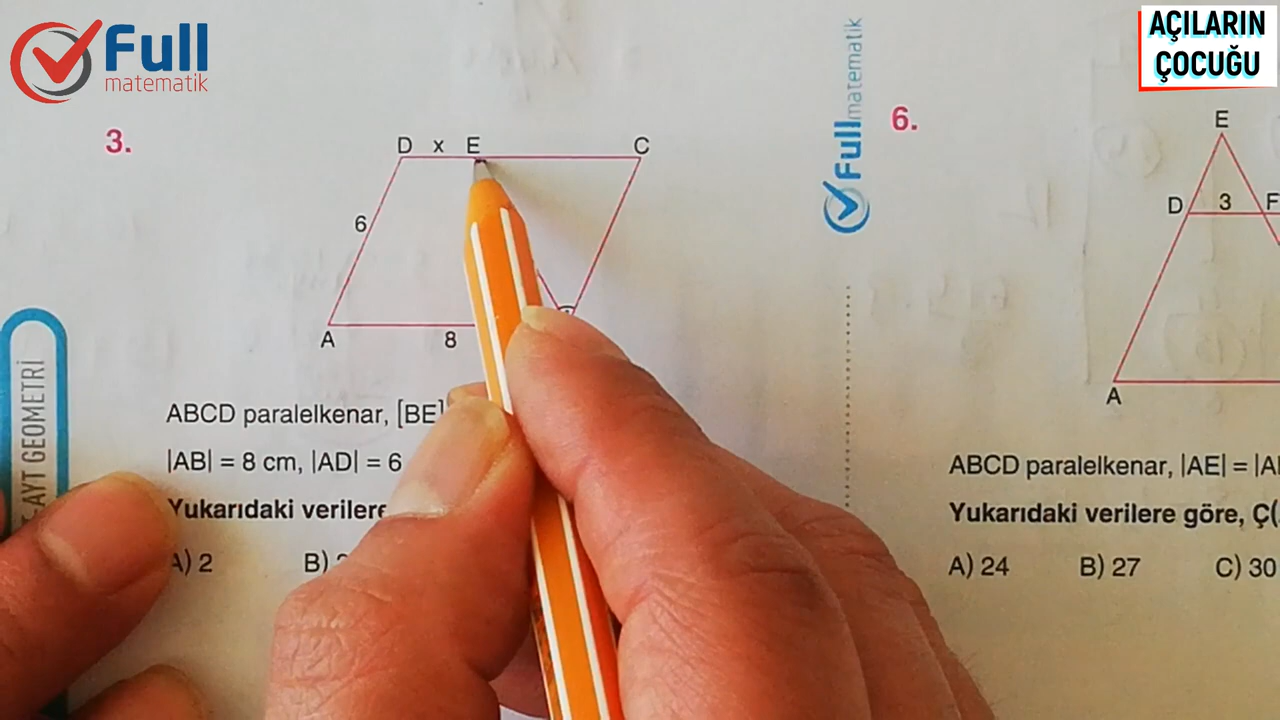 Full
matematik
AÇILARIN
ÇOCUĞU
3.
D x E C
6
A 8
ABCD paralelkenar, [BE]
|AB| = 8 cm, |AD| = 6
Yukarıdaki verilere
A) 2 B)
AYT GEOMETRİ
Full matematik
6.
E
D 3 F
A
ABCD paralelkenar, |AE| =
Yukarıdaki verilere göre, Ç(
A) 24 B) 27 C) 30